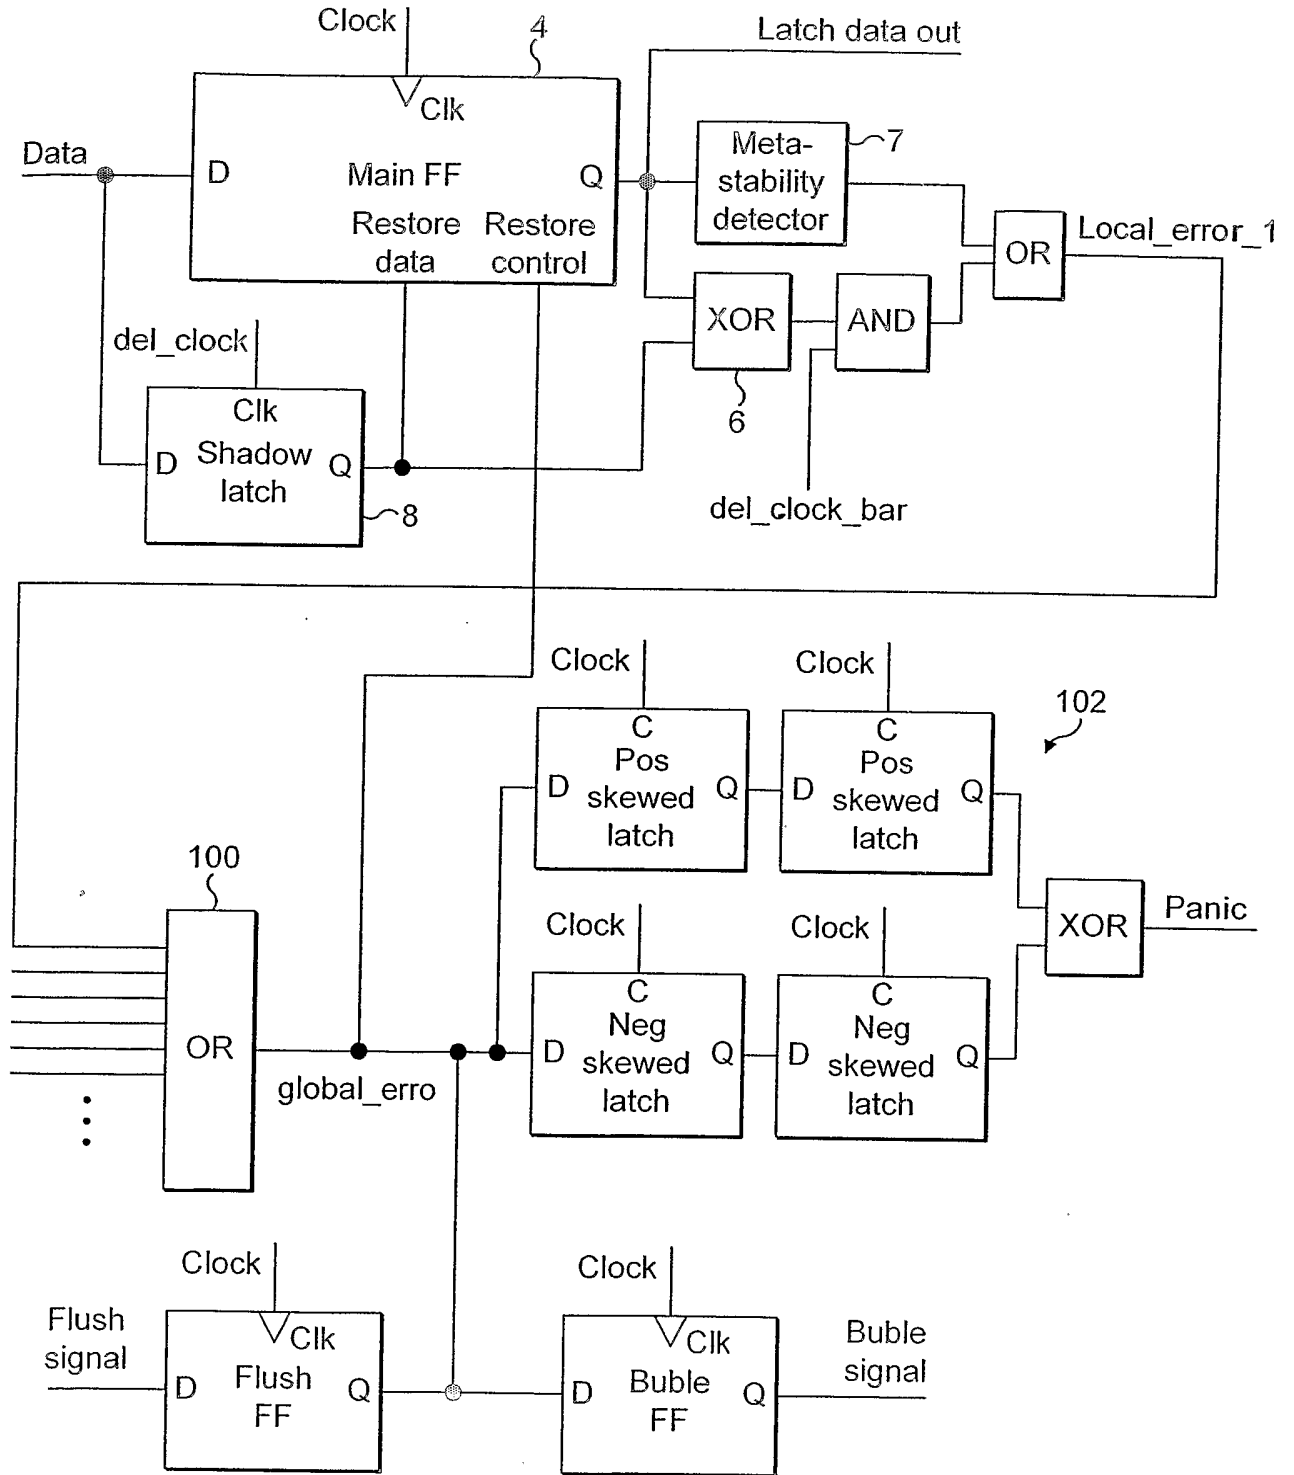 Clock
4
Latch data out
Clk
Data
D
Main FF
Q
Restore
data
Restore
control
Meta-
stability
detector
7
OR
Local_error_1
XOR
6
AND
del_clock_bar
del_clock
Clk
D
Shadow
latch
Q
8
Clock
C
D
Pos
skewed
latch
Q
Clock
C
D
Pos
skewed
latch
Q
102
100
OR
global_erro
Clock
C
D
Neg
skewed
latch
Q
Clock
C
D
Neg
skewed
latch
Q
XOR
Panic
Clock
Flush
signal
Clk
D
Flush
FF
Q
Clock
Clk
D
Buble
FF
Q
Buble
signal